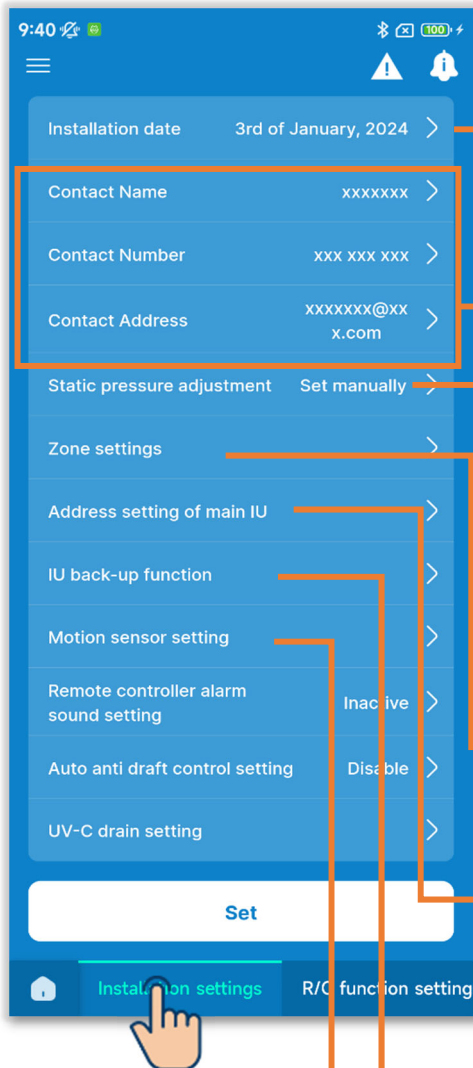 9:40
100
Installation date 3rd of January, 2024
Contact Name xxxxxxx
Contact Number xxx xxx xxx
Contact Address xxxxxxx@xx
x.com
Static pressure adjustment Set manually
Zone settings
Address setting of main IU
IU back-up function
Motion sensor setting
Remote controller alarm
sound setting Inactive
Auto anti draft control setting Disable
UV-C drain setting
Set
Installation settings R/C function setting